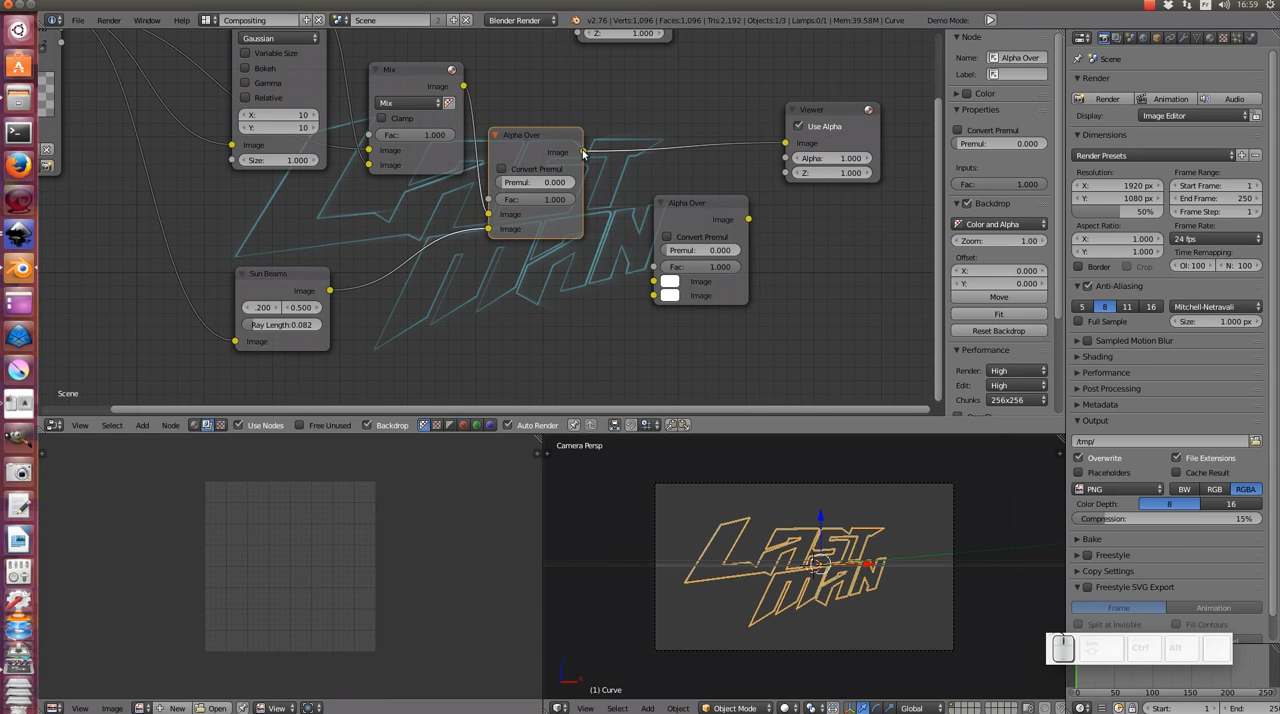 Fr 16:59
File Render Window Help Compositing Scene 2 Blender Render v2.76 | Verts:1,096 | Faces:1,096 | Tris:2,192 | Objects:1/3 | Lamps:0/1 | Mem:39.58M | Curve Demo Mode:
Gaussian
Variable Size
Bokeh
Gamma
Relative
X: 10
Y: 10
Image
Size: 1.000
Mix
Image
Mix
Clamp
Fac: 1.000
Image
Image
Alpha Over
Image
Convert Premul
Premul: 0.000
Fac: 1.000
Image
Image
Sun Beams
Image
.200 0.500
Ray Length:0.082
Image
Z: 1.000
Alpha Over
Image
Convert Premul
Premul: 0.000
Fac: 1.000
Image
Image
Viewer
Use Alpha
Image
Alpha: 1.000
Z: 1.000
LAST
MAN
Scene
View Select Add Node Use Nodes Free Unused Backdrop Auto Render
Node
Name: Alpha Over
Label:
Color
Properties
Convert Premul
Premul: 0.000
Inputs:
Fac: 1.000
Backdrop
Color and Alpha
Zoom: 1.00
Offset:
X: 0.000
Y: 0.000
Move
Fit
Reset Backdrop
Performance
Render: High
Edit: High
Chunks 256x256
Scene
Render
Render Animation Audio
Display: Image Editor
Dimensions
Render Presets
Resolution: Frame Range:
X: 1920 px Start Frame: 1
Y: 1080 px End Frame: 250
50% Frame Step: 1
Aspect Ratio: Frame Rate:
X: 1.000 24 fps
Y: 1.000 Time Remapping:
Border Crop Ol: 100 N: 100
Anti-Aliasing
5 8 11 16 Mitchell-Netravali
Full Sample Size: 1.000 px
Sampled Motion Blur
Shading
Performance
Post Processing
Metadata
Output
/tmp/
Overwrite File Extensions
Placeholders Cache Result
PNG BW RGB RGBA
Color Depth: 8 16
Compression: 15%
Bake
Freestyle
Copy Settings
Freestyle SVG Export
Frame Animation
Split at Invisible Fill Contours
Ctrl Alt
Camera Persp
LAST
MAN
(1) Curve
View Image New Open View
View Select Add Object Object Mode Global
0 50 100 150 200 250
Start: 1 End: 25